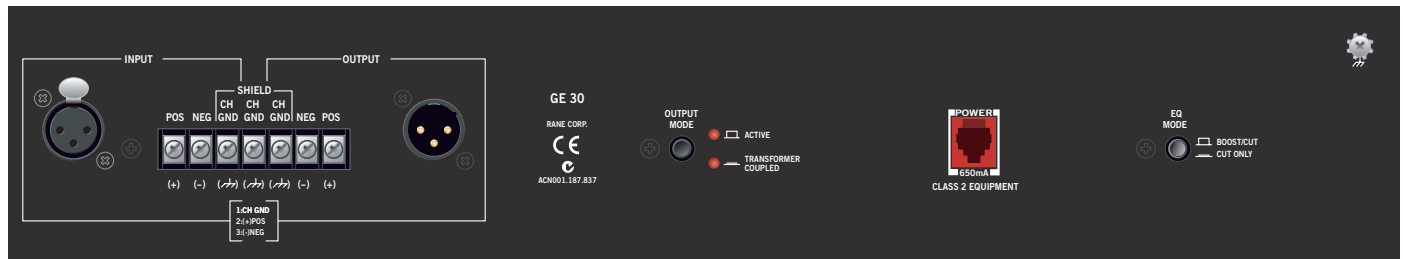 INPUT
OUTPUT
SHIELD
CH CH CH
POS NEG GND GND GND NEG POS
(+) (-) ( ) ( ) ( ) (-) (+)
1:CH GND
2:(+)POS
3:(-)NEG
GE 30
RANE CORP.
CE
C
ACN001.187.837
OUTPUT
MODE
ACTIVE
TRANSFORMER
COUPLED
POWER
650mA
CLASS 2 EQUIPMENT
EQ
MODE
BOOST/CUT
CUT ONLY